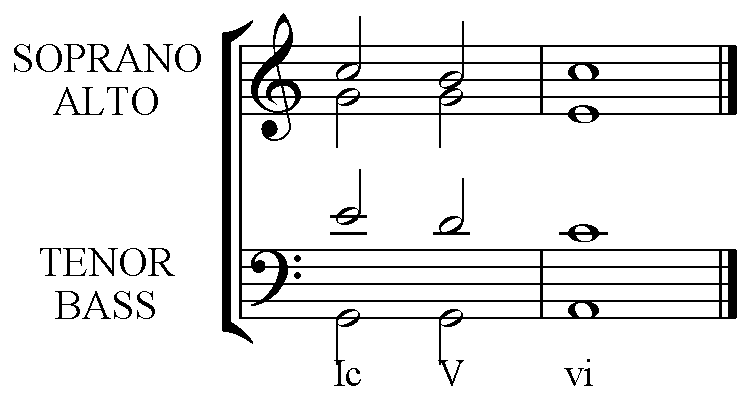 SOPRANO
ALTO
TENOR
BASS
Ic V vi